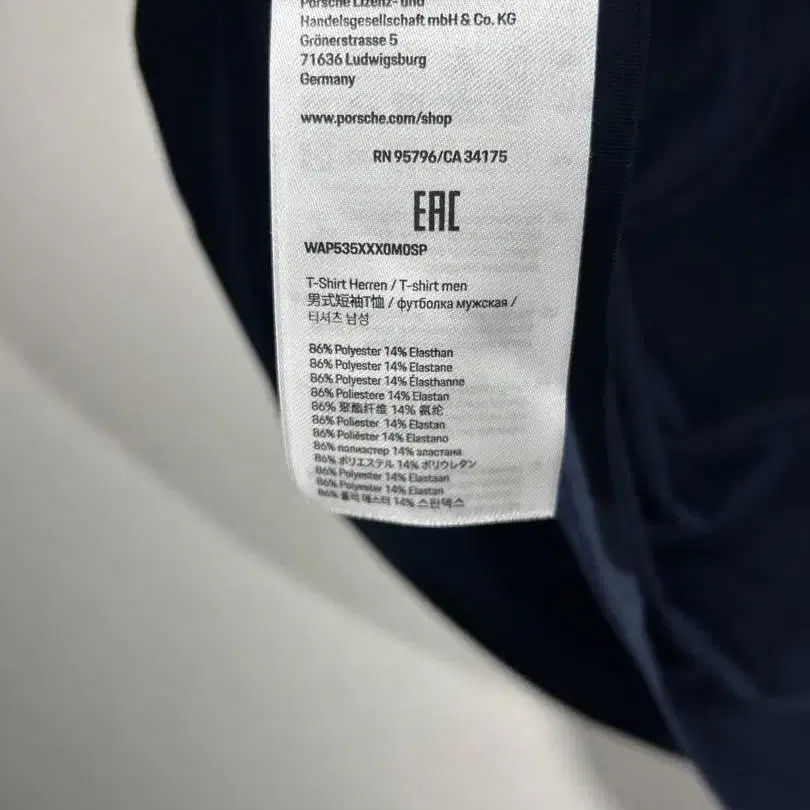 Porsche Lizenz- und
Handelsgesellschaft mbH & Co. KG
Grönerstrasse 5
71636 Ludwigsburg
Germany
www.porsche.com/shop
RN 95796/CA 34175
EAC
WAP535XXX0M0SP
T-Shirt Herren / T-shirt men
男式短袖T恤 / футболка мужская /
티셔츠 남성
86% Polyester 14% Elasthan
86% Polyester 14% Elastane
86% Polyester 14% Élasthanne
86% Poliestere 14% Elastan
86% 聚酯纤维 14% 氨纶
86% Poliester 14% Elastan
86% Poliéster 14% Elastano
86% полиэстер 14% эластана
86% ポリエステル 14% ポリウレタン
86% Polyester 14% Elastaan
86% Polyester 14% Elastan
86% 폴리 에스터 14% 스판덱스